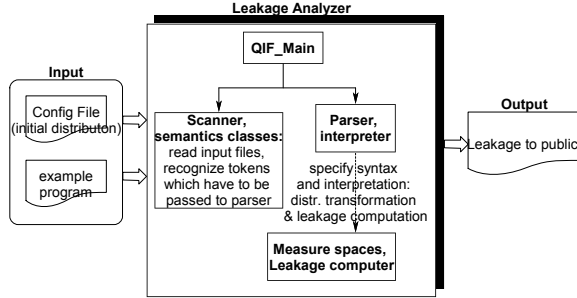 Leakage Analyzer
QIF_Main
Input
Config File
(initial distributon)
example
program
Scanner,
semantics classes:
read input files,
recognize tokens
which have to be
passed to parser
Parser,
interpreter
specify syntax
and interpretation:
distr. transformation
& leakage computation
Measure spaces,
Leakage computer
Output
Leakage to public